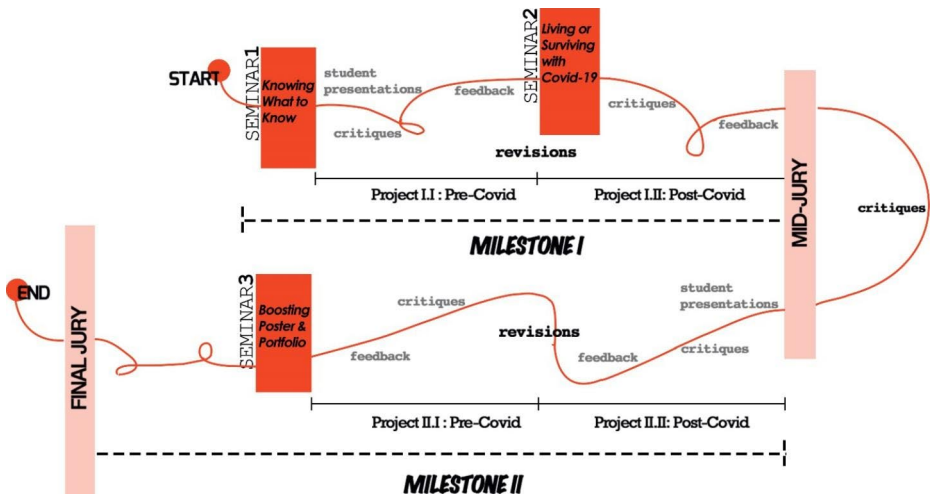 START
SEMINAR1
Knowing
What to
Know
student
presentations
critiques
feedback
SEMINAR2
Living or
Surviving
with
Covid-19
critiques
feedback
revisions
Project I.I : Pre-Covid
Project I.II: Post-Covid
MILESTONE I
MID-JURY
critiques
student
presentations
critiques
feedback
revisions
critiques
feedback
SEMINAR3
Boosting
Poster &
Portfolio
Project II.I : Pre-Covid
Project II.II: Post-Covid
END
FINAL JURY
MILESTONE II